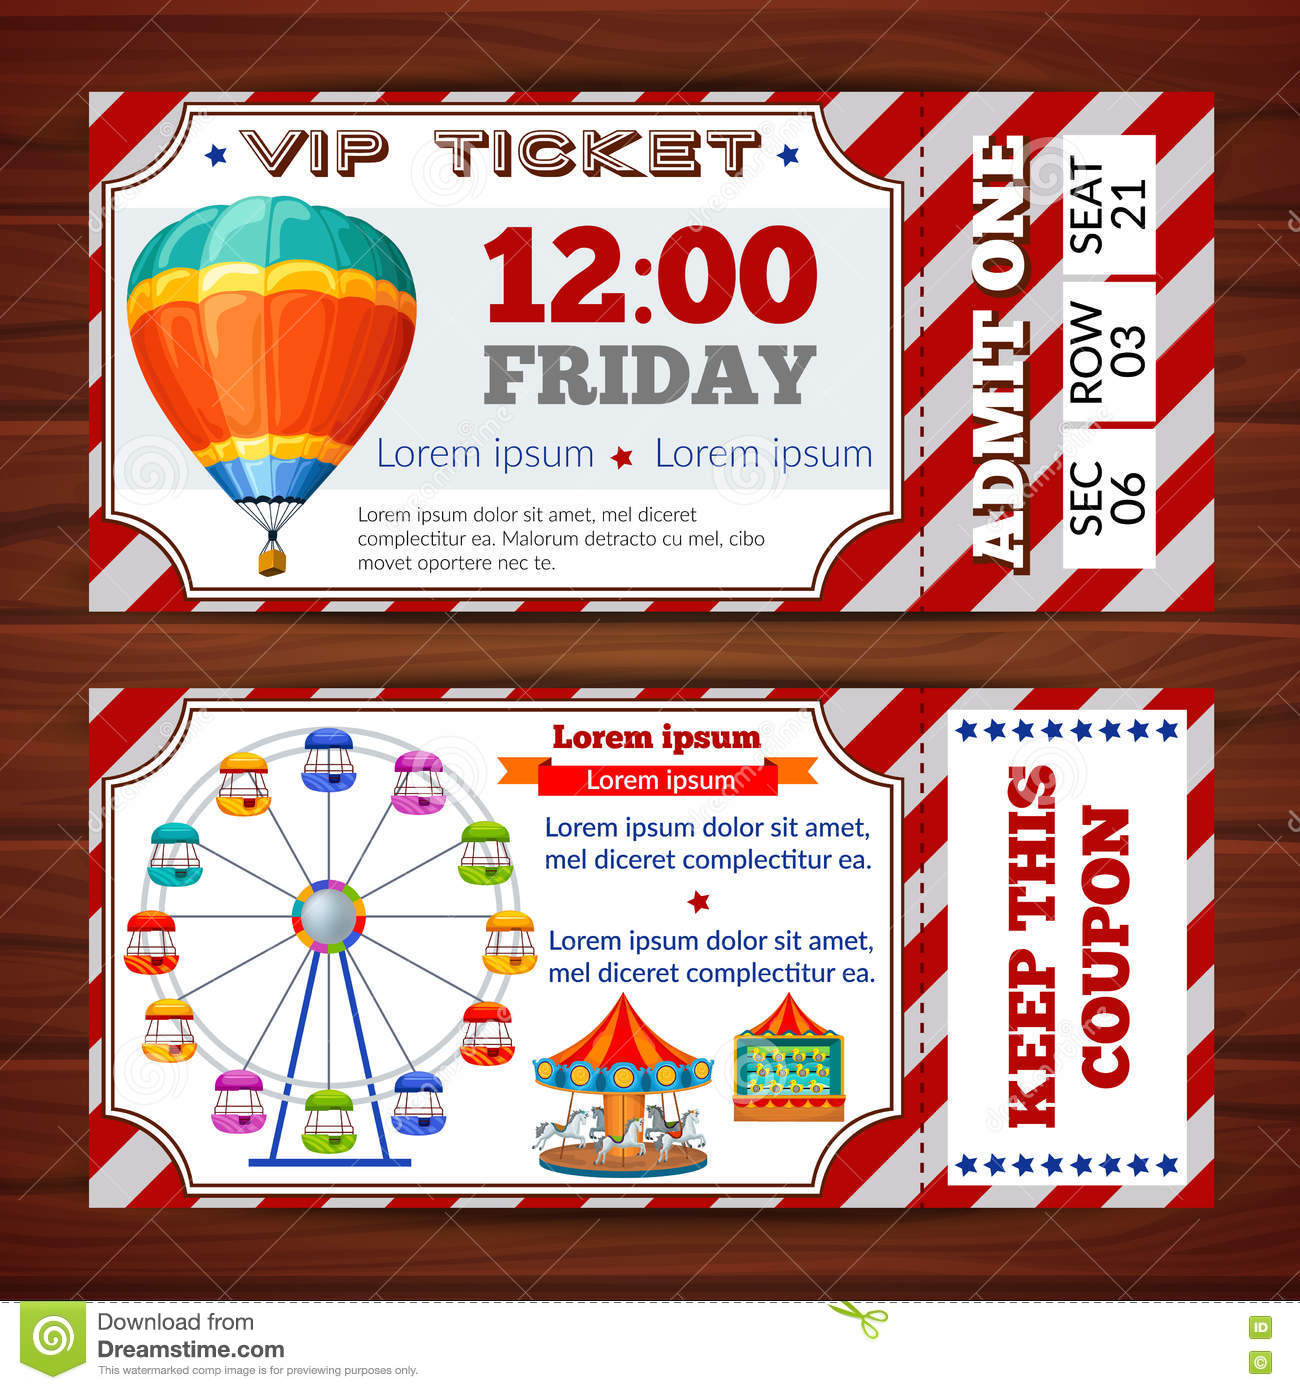 VIP TICKET
12:00
FRIDAY
Lorem ipsum ★ Lorem ipsum
Lorem ipsum dolor sit amet, mel diceret
complectitur ea. Malorum detracto cu mel, cibo
movet oportere nec te.
ADMIT ONE
SEC
06
ROW
03
SEAT
21
Lorem ipsum
Lorem ipsum
Lorem ipsum dolor sit amet,
mel diceret complectitur ea.
Lorem ipsum dolor sit amet,
mel diceret complectitur ea.
KEEP THIS
COUPON
Download from
Dreamstime.com
This watermarked comp image is for previewing purposes only.
ID
©